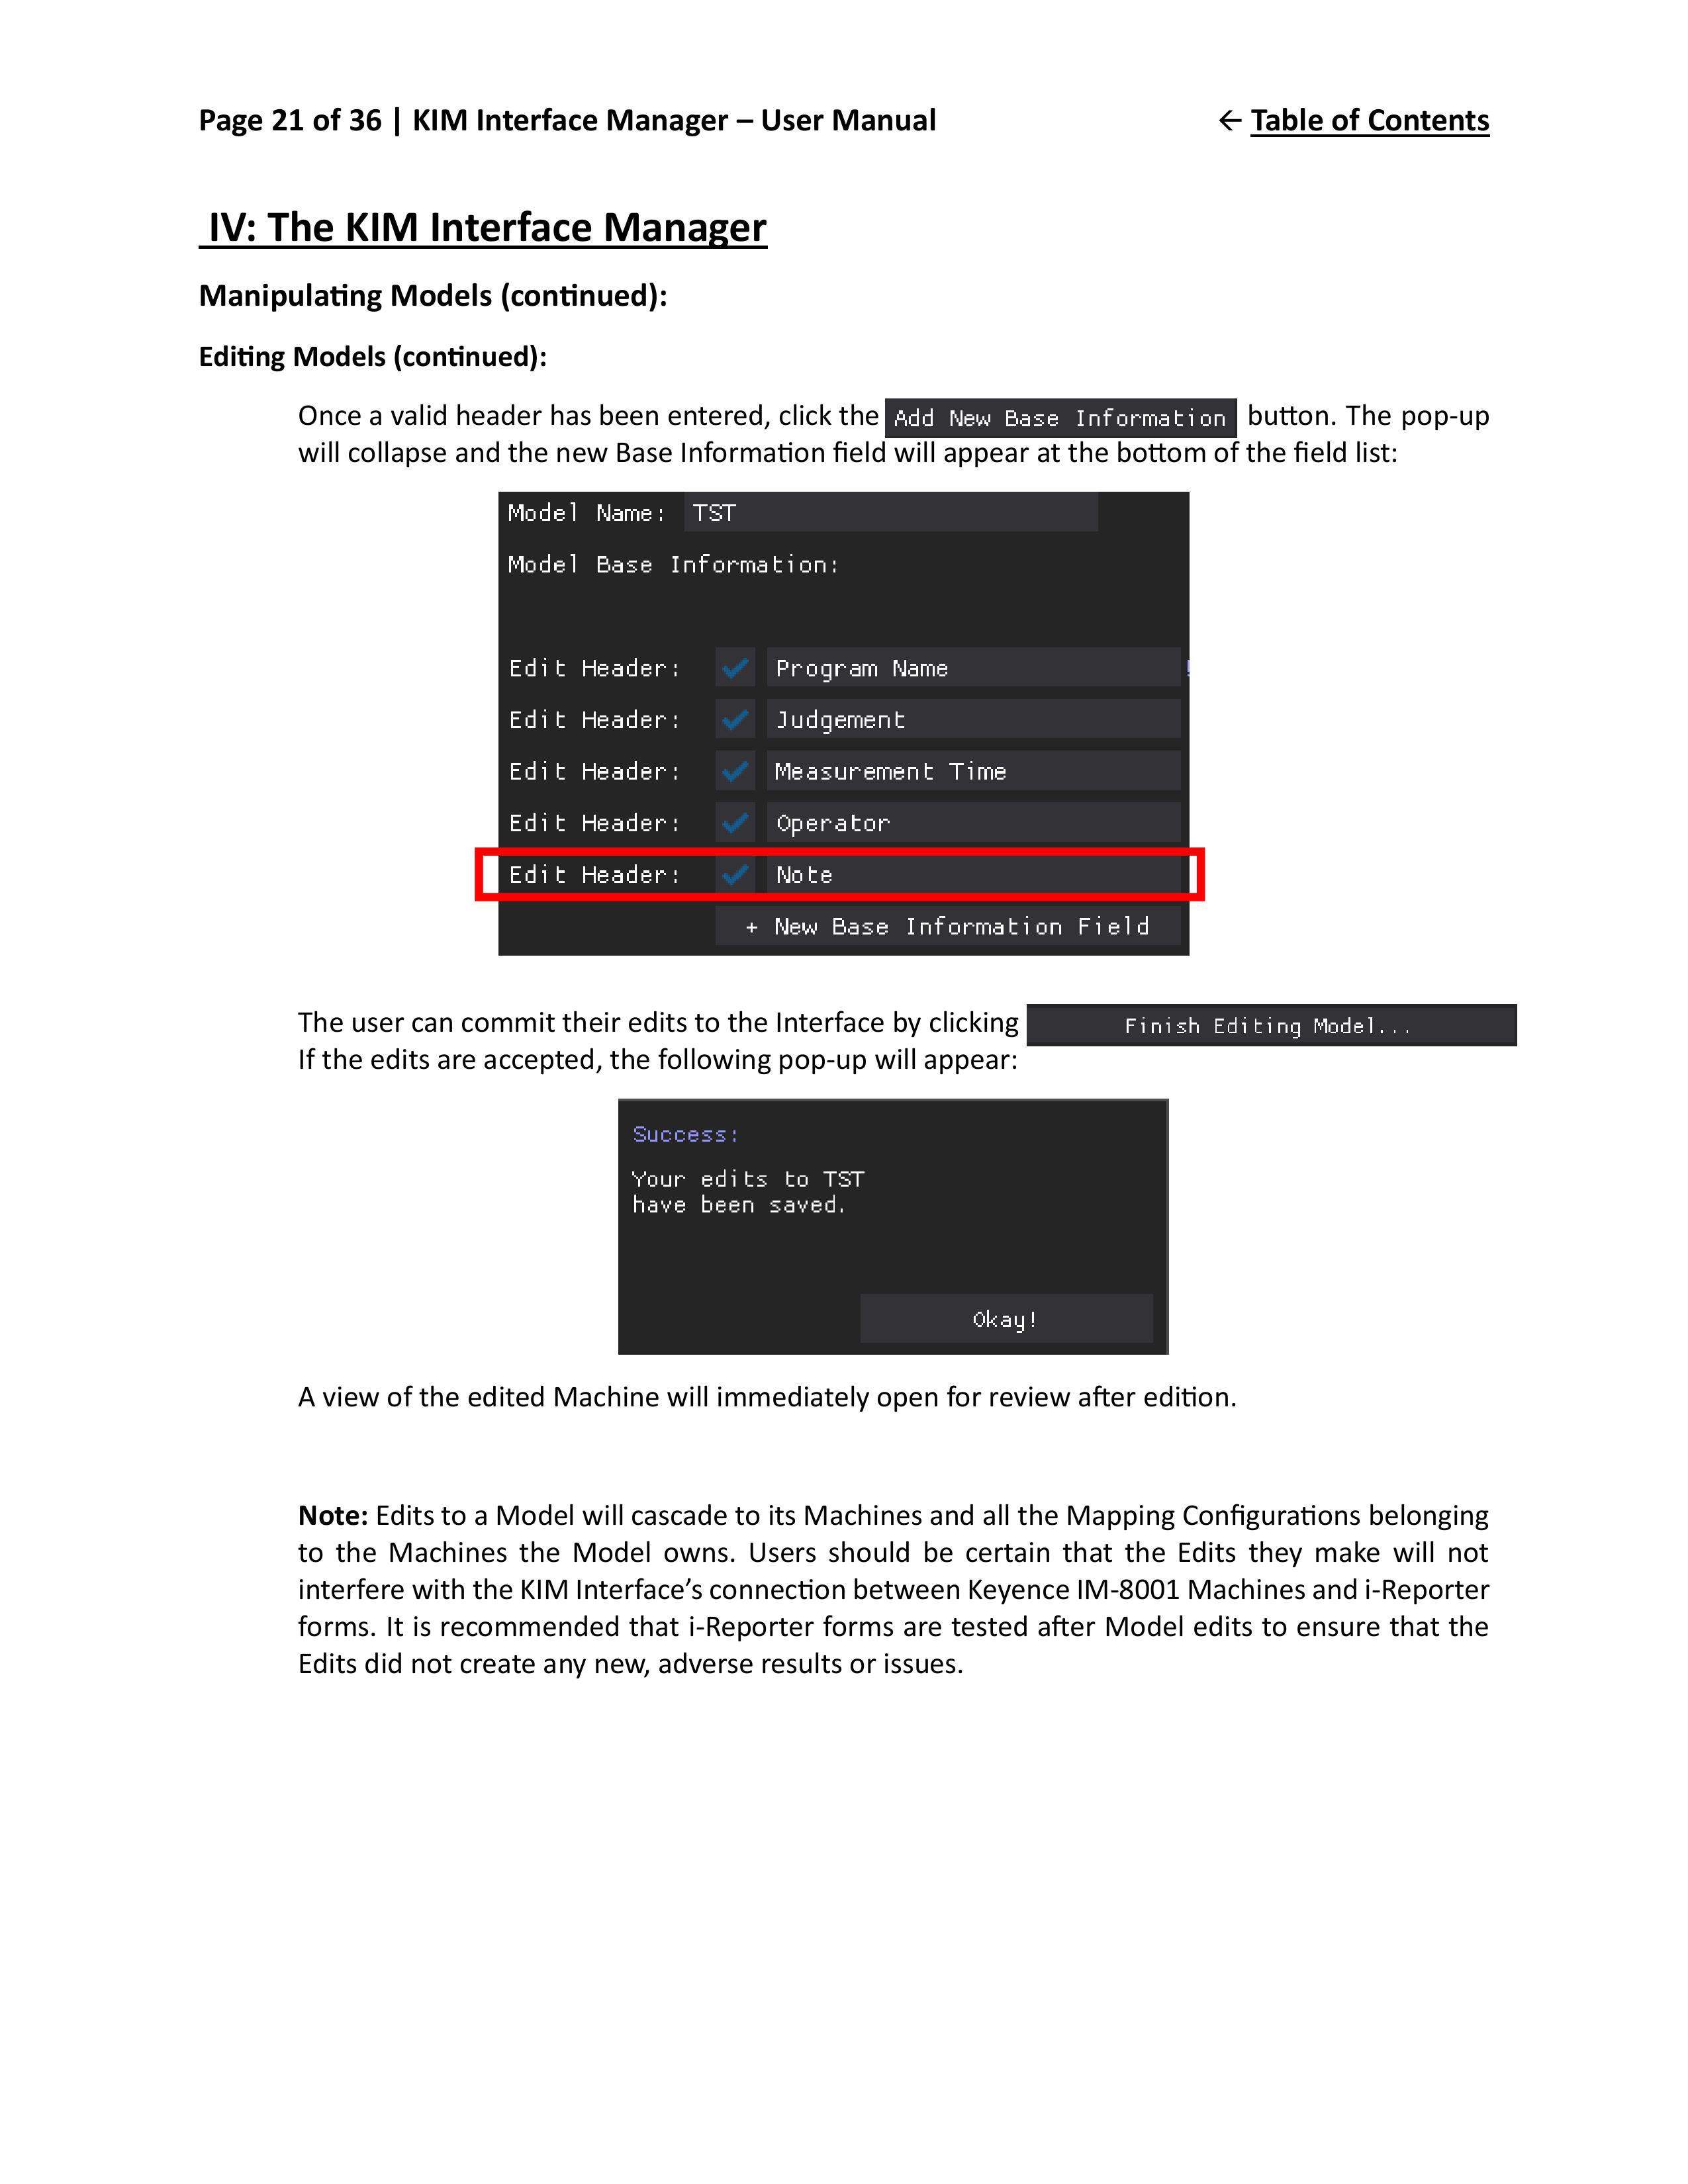 Page 21 of 36 | KIM Interface Manager – User Manual
← Table of Contents
IV: The KIM Interface Manager
Manipulating Models (continued):
Editing Models (continued):
Once a valid header has been entered, click the Add New Base Information button. The pop-up
will collapse and the new Base Information field will appear at the bottom of the field list:
Model Name: TST
Model Base Information:
Edit Header: Program Name
Edit Header: Judgement
Edit Header: Measurement Time
Edit Header: Operator
Edit Header: Note
+ New Base Information Field
The user can commit their edits to the Interface by clicking Finish Editing Model...
If the edits are accepted, the following pop-up will appear:
Success:
Your edits to TST
have been saved.
Okay!
A view of the edited Machine will immediately open for review after edition.
Note: Edits to a Model will cascade to its Machines and all the Mapping Configurations belonging
to the Machines the Model owns. Users should be certain that the Edits they make will not
interfere with the KIM Interface’s connection between Keyence IM-8001 Machines and i-Reporter
forms. It is recommended that i-Reporter forms are tested after Model edits to ensure that the
Edits did not create any new, adverse results or issues.